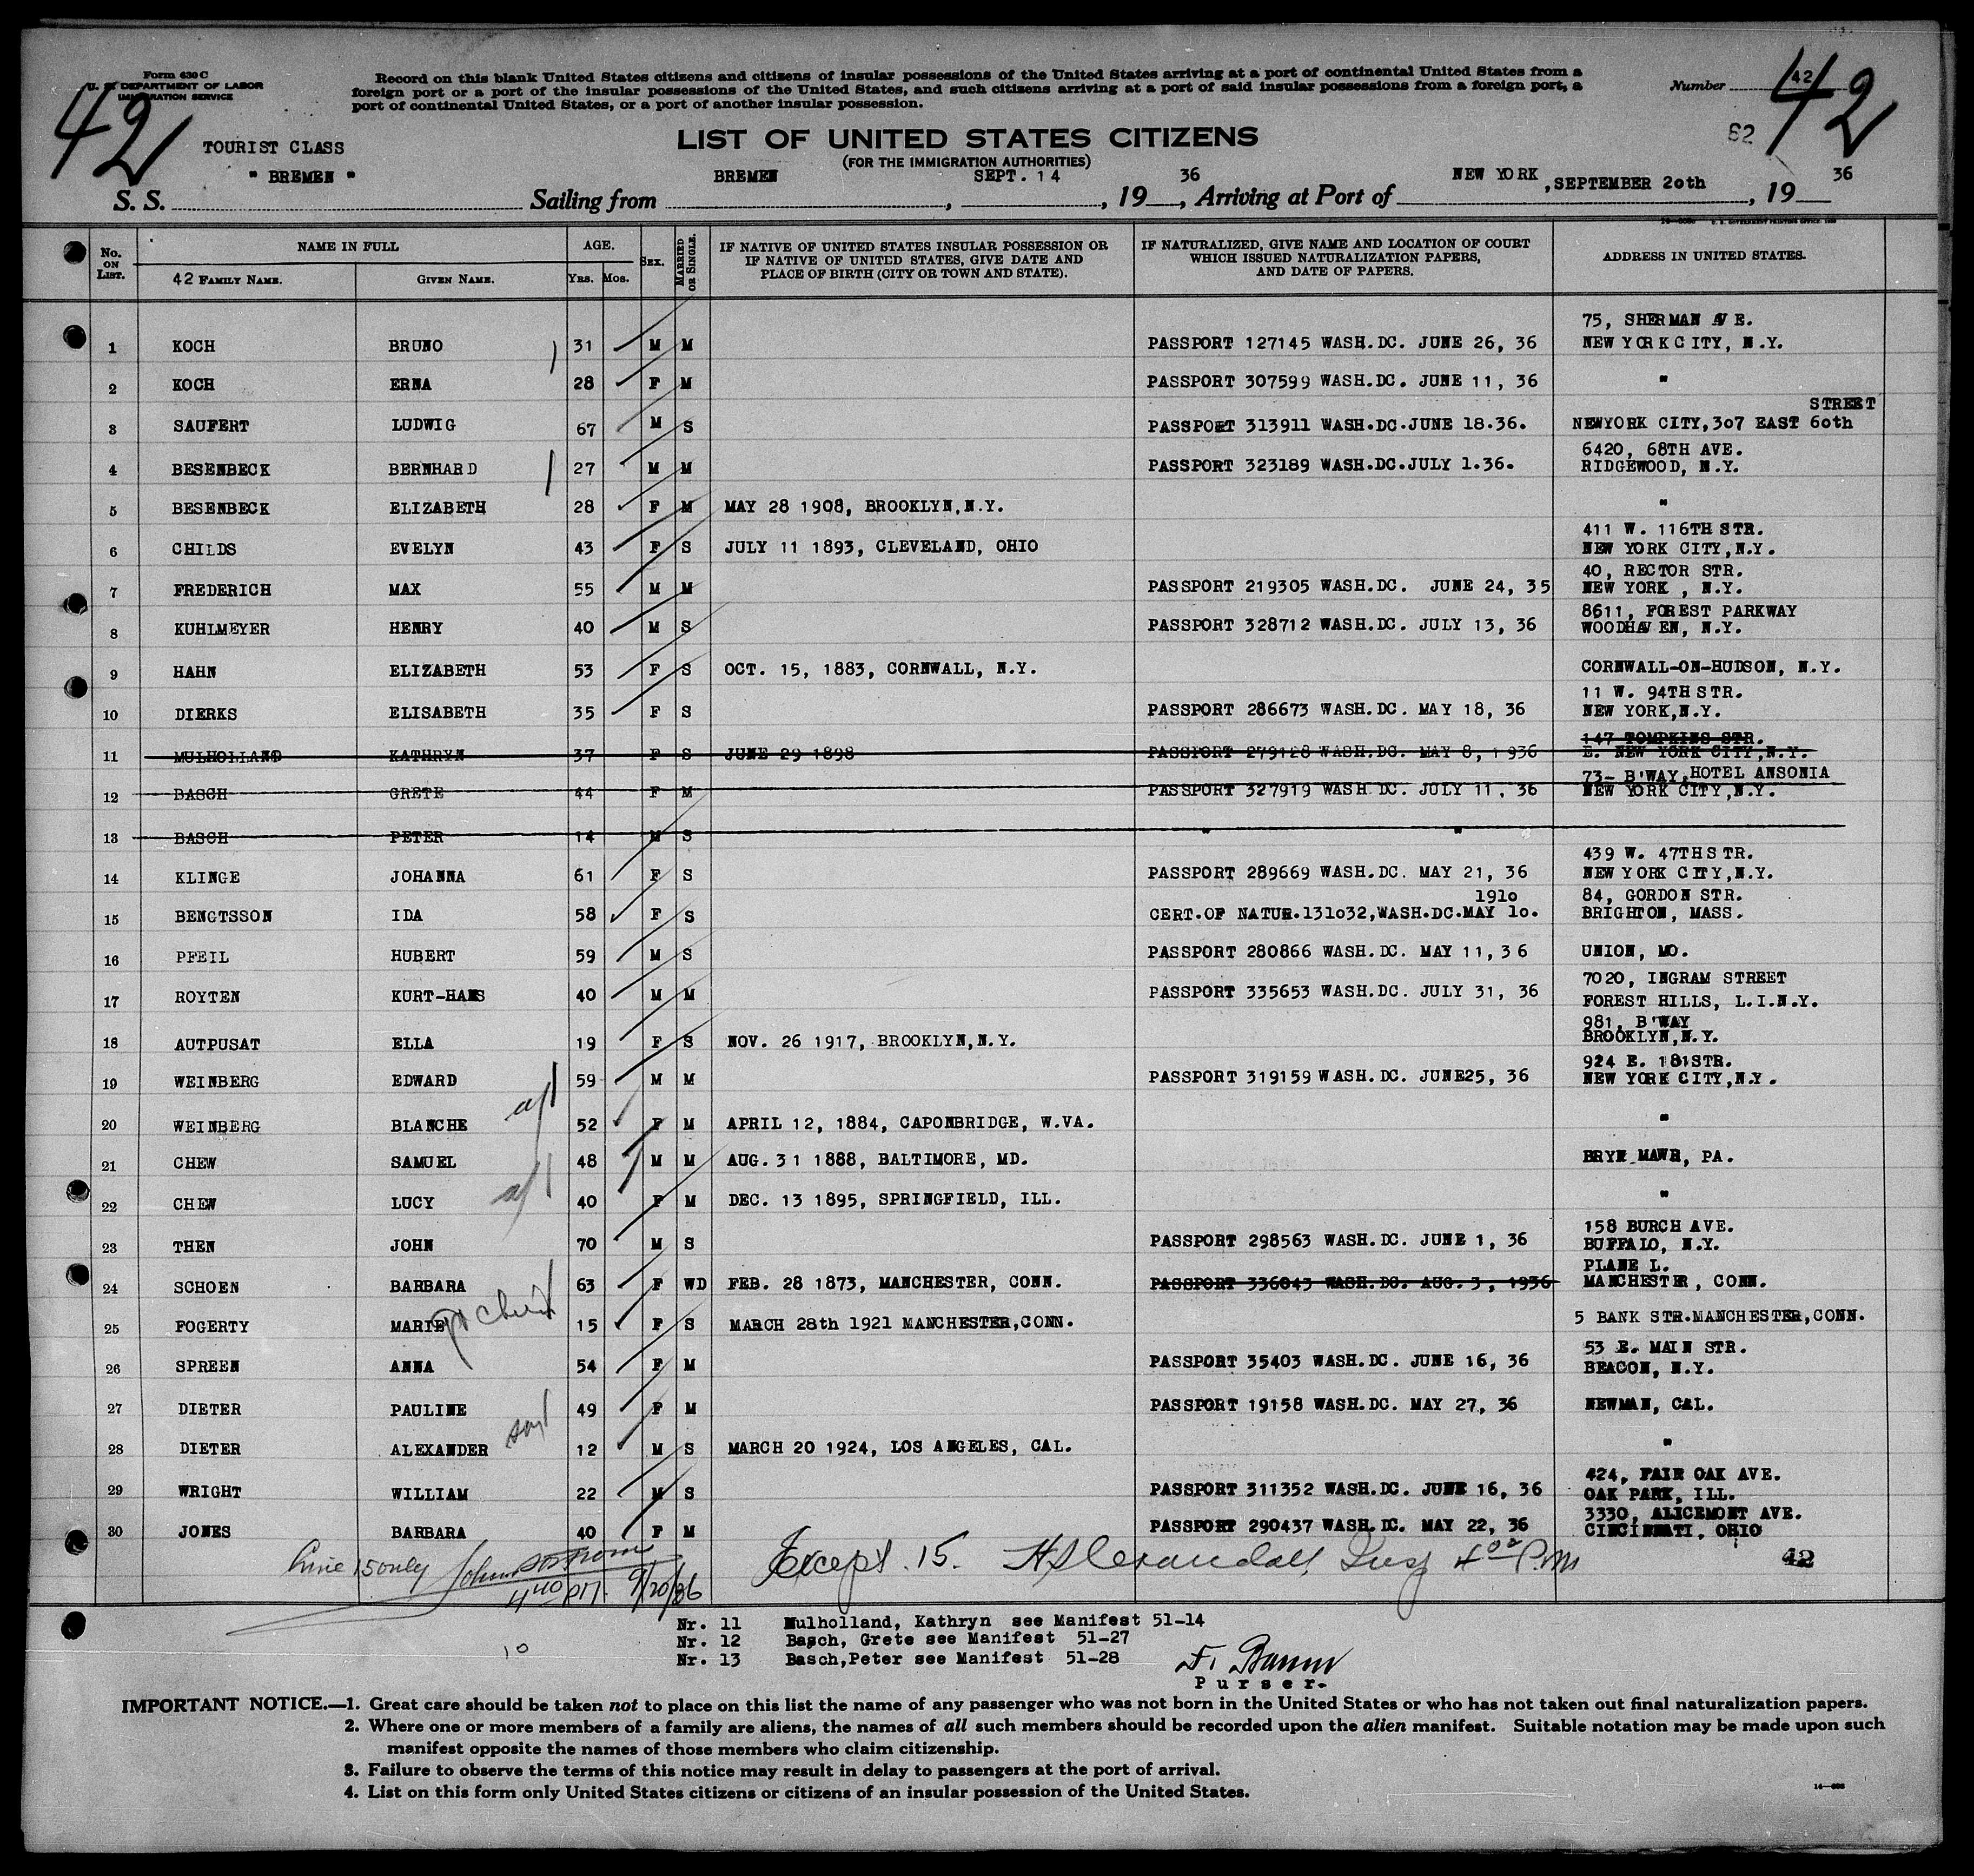 Form 630 C
U. S. DEPARTMENT OF LABOR
IMMIGRATION SERVICE
Record on this blank United States citizens and citizens of insular possessions of the United States arriving at a port of continental United States from a
foreign port or a port of the insular possessions of the United States, and such citizens arriving at a port of said insular possessions from a foreign port, a
port of continental United States, or a port of another insular possession.
Number 42
42
42
62
TOURIST CLASS
LIST OF UNITED STATES CITIZENS
(FOR THE IMMIGRATION AUTHORITIES)
S. S. " BREMEN " Sailing from BREMEN, SEPT. 14, 1936, Arriving at Port of NEW YORK, SEPTEMBER 20th, 1936
No. ON LIST. NAME IN FULL AGE. SEX. MARRIED OR SINGLE. IF NATIVE OF UNITED STATES INSULAR POSSESSION OR IF NATIVE OF UNITED STATES, GIVE DATE AND PLACE OF BIRTH (CITY OR TOWN AND STATE). IF NATURALIZED, GIVE NAME AND LOCATION OF COURT WHICH ISSUED NATURALIZATION PAPERS, AND DATE OF PAPERS. ADDRESS IN UNITED STATES.
42 FAMILY NAME. GIVEN NAME. YRS. MOS.
75, SHERMAN AVE.
1 KOCH BRUNO 31 M M PASSPORT 127145 WASH.DC. JUNE 26, 36 NEW YORK CITY, N.Y.
2 KOCH ERNA 28 F M PASSPORT 307599 WASH.DC. JUNE 11, 36 "
STREET
3 SAUFERT LUDWIG 67 M S PASSPORT 313911 WASH.DC.JUNE 18.36. NEWYORK CITY,307 EAST 60th
6420, 68TH AVE.
4 BESENBECK BERNHARD 27 M M PASSPORT 323189 WASH.DC.JULY 1.36. RIDGEWOOD, N.Y.
5 BESENBECK ELIZABETH 28 F M MAY 28 1908, BROOKLYN,N.Y. "
411 W. 116TH STR.
6 CHILDS EVELYN 43 F S JULY 11 1893, CLEVELAND, OHIO NEW YORK CITY,N.Y.
40, RECTOR STR.
7 FREDERICH MAX 55 M M PASSPORT 219305 WASH.DC. JUNE 24, 35 NEW YORK , N.Y.
8611, FOREST PARKWAY
8 KUHLMEYER HENRY 40 M S PASSPORT 328712 WASH.DC. JULY 13, 36 WOODHAVEN, N.Y.
9 HAHN ELIZABETH 53 F S OCT. 15, 1883, CORNWALL, N.Y. CORNWALL-ON-HUDSON, N.Y.
11 W. 94TH STR.
10 DIERKS ELISABETH 35 F S PASSPORT 286673 WASH.DC. MAY 18, 36 NEW YORK,N.Y.
147 TOMPKINS STR.
11 MULHOLLAND KATHRYN 37 F S JUNE 29 1898 PASSPORT 279128 WASH.DC. MAY 8, 1936 E. NEW YORK CITY,N.Y.
73- B'WAY,HOTEL ANSONIA
12 BASCH GRETE 44 F M PASSPORT 327919 WASH DC. JULY 11, 36 NEW YORK CITY,N.Y.
13 BASCH PETER 14 M S " "
439 W. 47TH STR.
14 KLINGE JOHANNA 61 F S PASSPORT 289669 WASH.DC. MAY 21, 36 NEW YORK CITY,N.Y.
1910 84, GORDON STR.
15 BENGTSSON IDA 58 F S CERT.OF NATUR.131032,WASH.DC.MAY 10. BRIGHTON, MASS.
16 PFEIL HUBERT 59 M S PASSPORT 280866 WASH.DC. MAY 11, 36 UNION, MO.
7020, INGRAM STREET
17 ROYTEN KURT-HANS 40 M M PASSPORT 335653 WASH.DC. JULY 31, 36 FOREST HILLS, L.I.N.Y.
981, B'WAY
18 AUTPUSAT ELLA 19 F S NOV. 26 1917, BROOKLYN,N.Y. BROOKLYN,N.Y.
924 E. 181STR.
19 WEINBERG EDWARD 59 M M PASSPORT 319159 WASH.DC. JUNE25, 36 NEW YORK CITY,N.Y.
20 WEINBERG BLANCHE 52 F M APRIL 12, 1884, CAPONBRIDGE, W.VA. "
21 CHEW SAMUEL 48 M M AUG. 31 1888, BALTIMORE, MD. BRYN MAWR, PA.
22 CHEW LUCY 40 F M DEC. 13 1895, SPRINGFIELD, ILL. "
158 BURCH AVE.
23 THEN JOHN 70 M S PASSPORT 298563 WASH.DC. JUNE 1, 36 BUFFALO, N.Y.
PLANE L.
24 SCHOEN BARBARA 63 F WD FEB. 28 1873, MANCHESTER, CONN. PASSPORT 336043 WASH.DC. AUG. 3, 1936 MANCHESTER, CONN.
25 FOGERTY MARIE 15 F S MARCH 28th 1921 MANCHESTER,CONN. 5 BANK STR.MANCHESTER,CONN.
53 E. MAIN STR.
26 SPREEN ANNA 54 F M PASSPORT 35403 WASH.DC. JUNE 16, 36 BEACON, N.Y.
27 DIETER PAULINE 49 F M PASSPORT 19158 WASH.DC. MAY 27, 36 NEWMAN, CAL.
son
28 DIETER ALEXANDER 12 M S MARCH 20 1924, LOS ANGELES, CAL. "
424, FAIR OAK AVE.
29 WRIGHT WILLIAM 22 M S PASSPORT 311352 WASH.DC. JUNE 16, 36 OAK PARK, ILL.
3330, ALICEMONT AVE.
30 JONES BARBARA 40 F M PASSPORT 290437 WASH.DC. MAY 22, 36 CINCINNATI, OHIO
Line 15 only 4 40 PM. 9/20/36
Except 15. Insp 4 00 P.M 42
Nr. 11 Mulholland, Kathryn see Manifest 51-14
Nr. 12 Basch, Grete see Manifest 51-27
Nr. 13 Basch,Peter see Manifest 51-28
10
Purser.
IMPORTANT NOTICE.—1. Great care should be taken not to place on this list the name of any passenger who was not born in the United States or who has not taken out final naturalization papers.
2. Where one or more members of a family are aliens, the names of all such members should be recorded upon the alien manifest. Suitable notation may be made upon such
manifest opposite the names of those members who claim citizenship.
3. Failure to observe the terms of this notice may result in delay to passengers at the port of arrival.
4. List on this form only United States citizens or citizens of an insular possession of the United States.